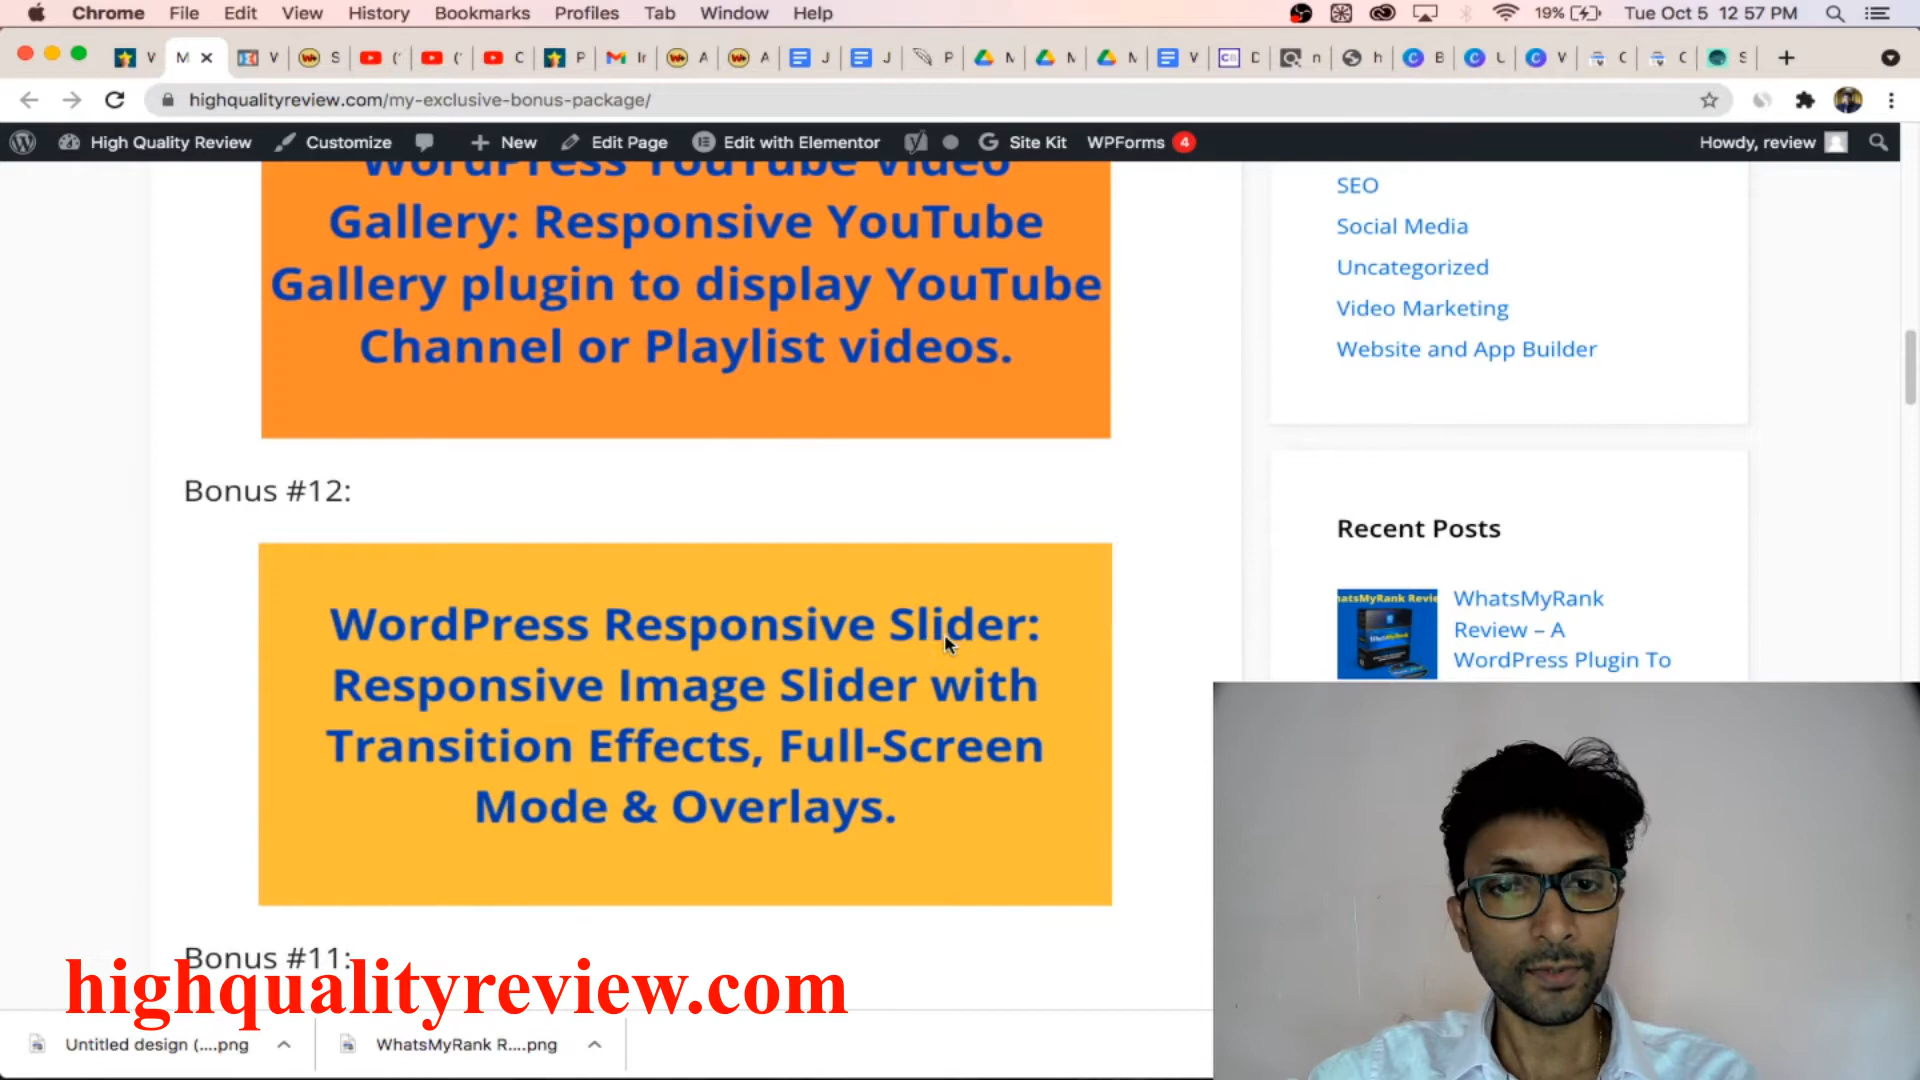 Chrome File Edit View History Bookmarks Profiles Tab Window Help 19% Tue Oct 5 12:57 PM
V M V S ( ( C P Ir A A J J P M M M V D n h B L V C C S
highqualityreview.com/my-exclusive-bonus-package/
High Quality Review Customize New Edit Page Edit with Elementor Site Kit WPForms 4 Howdy, review
WordPress YouTube Video
Gallery: Responsive YouTube
Gallery plugin to display YouTube
Channel or Playlist videos.
SEO
Social Media
Uncategorized
Video Marketing
Website and App Builder
Bonus #12:
WordPress Responsive Slider:
Responsive Image Slider with
Transition Effects, Full-Screen
Mode & Overlays.
Recent Posts
WhatsMyRank
Review – A
WordPress Plugin To
Bonus #11:
highqualityreview.com
Untitled design (....png
WhatsMyRank R....png